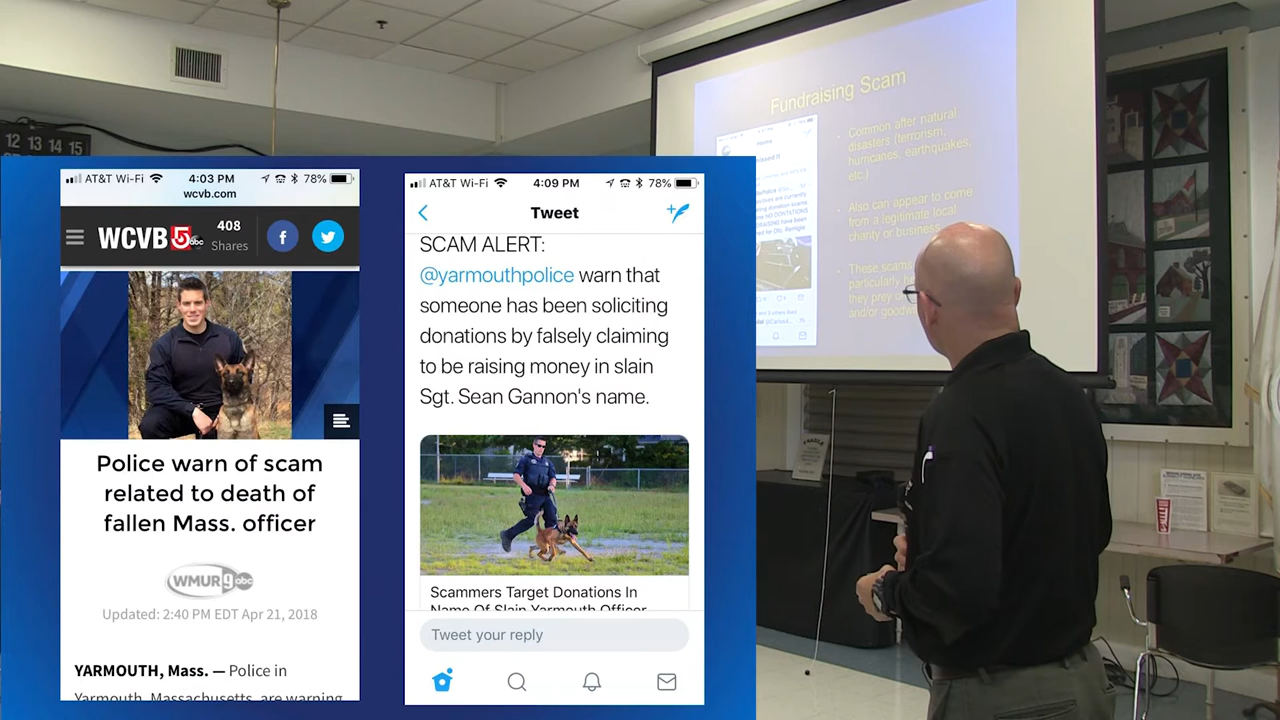 12 13 14 15
AT&T Wi-Fi 4:03 PM 78%
wcvb.com
WCVB 5 abc
408
Shares
Police warn of scam
related to death of
fallen Mass. officer
WMUR 9 abc
Updated: 2:40 PM EDT Apr 21, 2018
YARMOUTH, Mass. — Police in
Yarmouth, Massachusetts, are warning
AT&T Wi-Fi 4:09 PM 78%
Tweet
SCAM ALERT:
@yarmouthpolice warn that
someone has been soliciting
donations by falsely claiming
to be raising money in slain
Sgt. Sean Gannon's name.
Scammers Target Donations In
Name Of Slain Yarmouth Officer
Tweet your reply
Fundraising Scam
Home
• Common after natural
disasters (terrorism,
hurricanes, earthquakes,
etc.)
• Also can appear to come
from a legitimate local
charity or business
• These scams
particularly
they prey
and/or